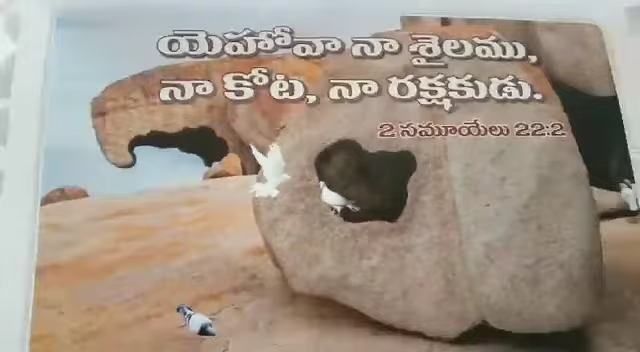 యెహోవా నా శైలము,
నా కోట, నా రక్షకుడు.
2 సమూయేలు 22:2